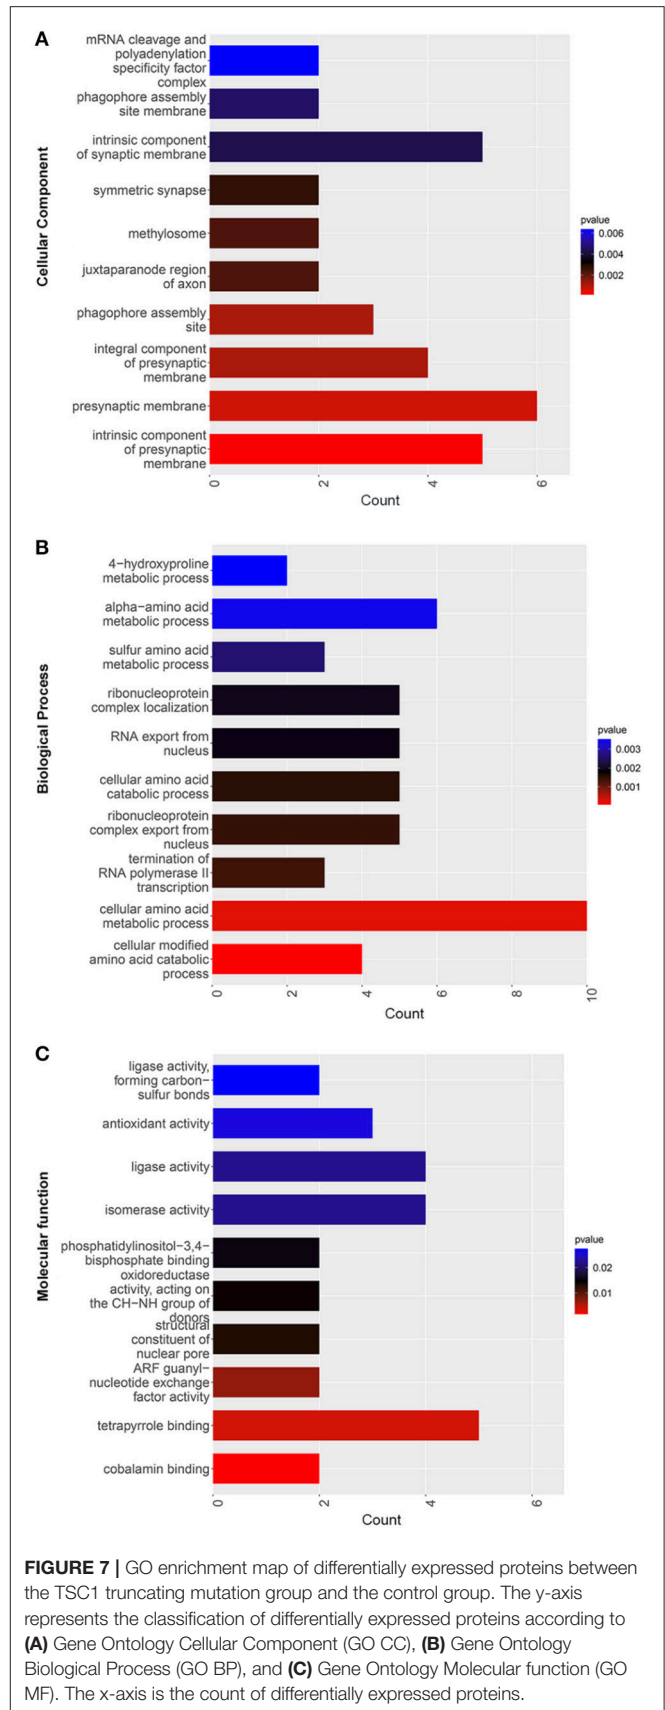 A
mRNA cleavage and
polyadenylation
specificity factor
complex
phagophore assembly
site membrane
intrinsic component
of synaptic membrane
symmetric synapse
methylosome
juxtaparanode region
of axon
phagophore assembly
site
integral component
of presynaptic
membrane
presynaptic membrane
intrinsic component
of presynaptic
membrane
Cellular Component
0 2 4 6
Count
pvalue
0.006
0.004
0.002
B
4−hydroxyproline
metabolic process
alpha−amino acid
metabolic process
sulfur amino acid
metabolic process
ribonucleoprotein
complex localization
RNA export from
nucleus
cellular amino acid
catabolic process
ribonucleoprotein
complex export from
nucleus
termination of
RNA polymerase II
transcription
cellular amino acid
metabolic process
cellular modified
amino acid catabolic
process
Biological Process
0 2 4 6 8 10
Count
pvalue
0.003
0.002
0.001
C
ligase activity,
forming carbon−
sulfur bonds
antioxidant activity
ligase activity
isomerase activity
phosphatidylinositol−3,4−
bisphosphate binding
oxidoreductase
activity, acting on
the CH−NH group of
donors
structural
constituent of
nuclear pore
ARF guanyl−
nucleotide exchange
factor activity
tetrapyrrole binding
cobalamin binding
Molecular function
0 2 4 6
Count
pvalue
0.02
0.01
FIGURE 7 | GO enrichment map of differentially expressed proteins between
the TSC1 truncating mutation group and the control group. The y-axis
represents the classification of differentially expressed proteins according to
(A) Gene Ontology Cellular Component (GO CC), (B) Gene Ontology
Biological Process (GO BP), and (C) Gene Ontology Molecular function (GO
MF). The x-axis is the count of differentially expressed proteins.